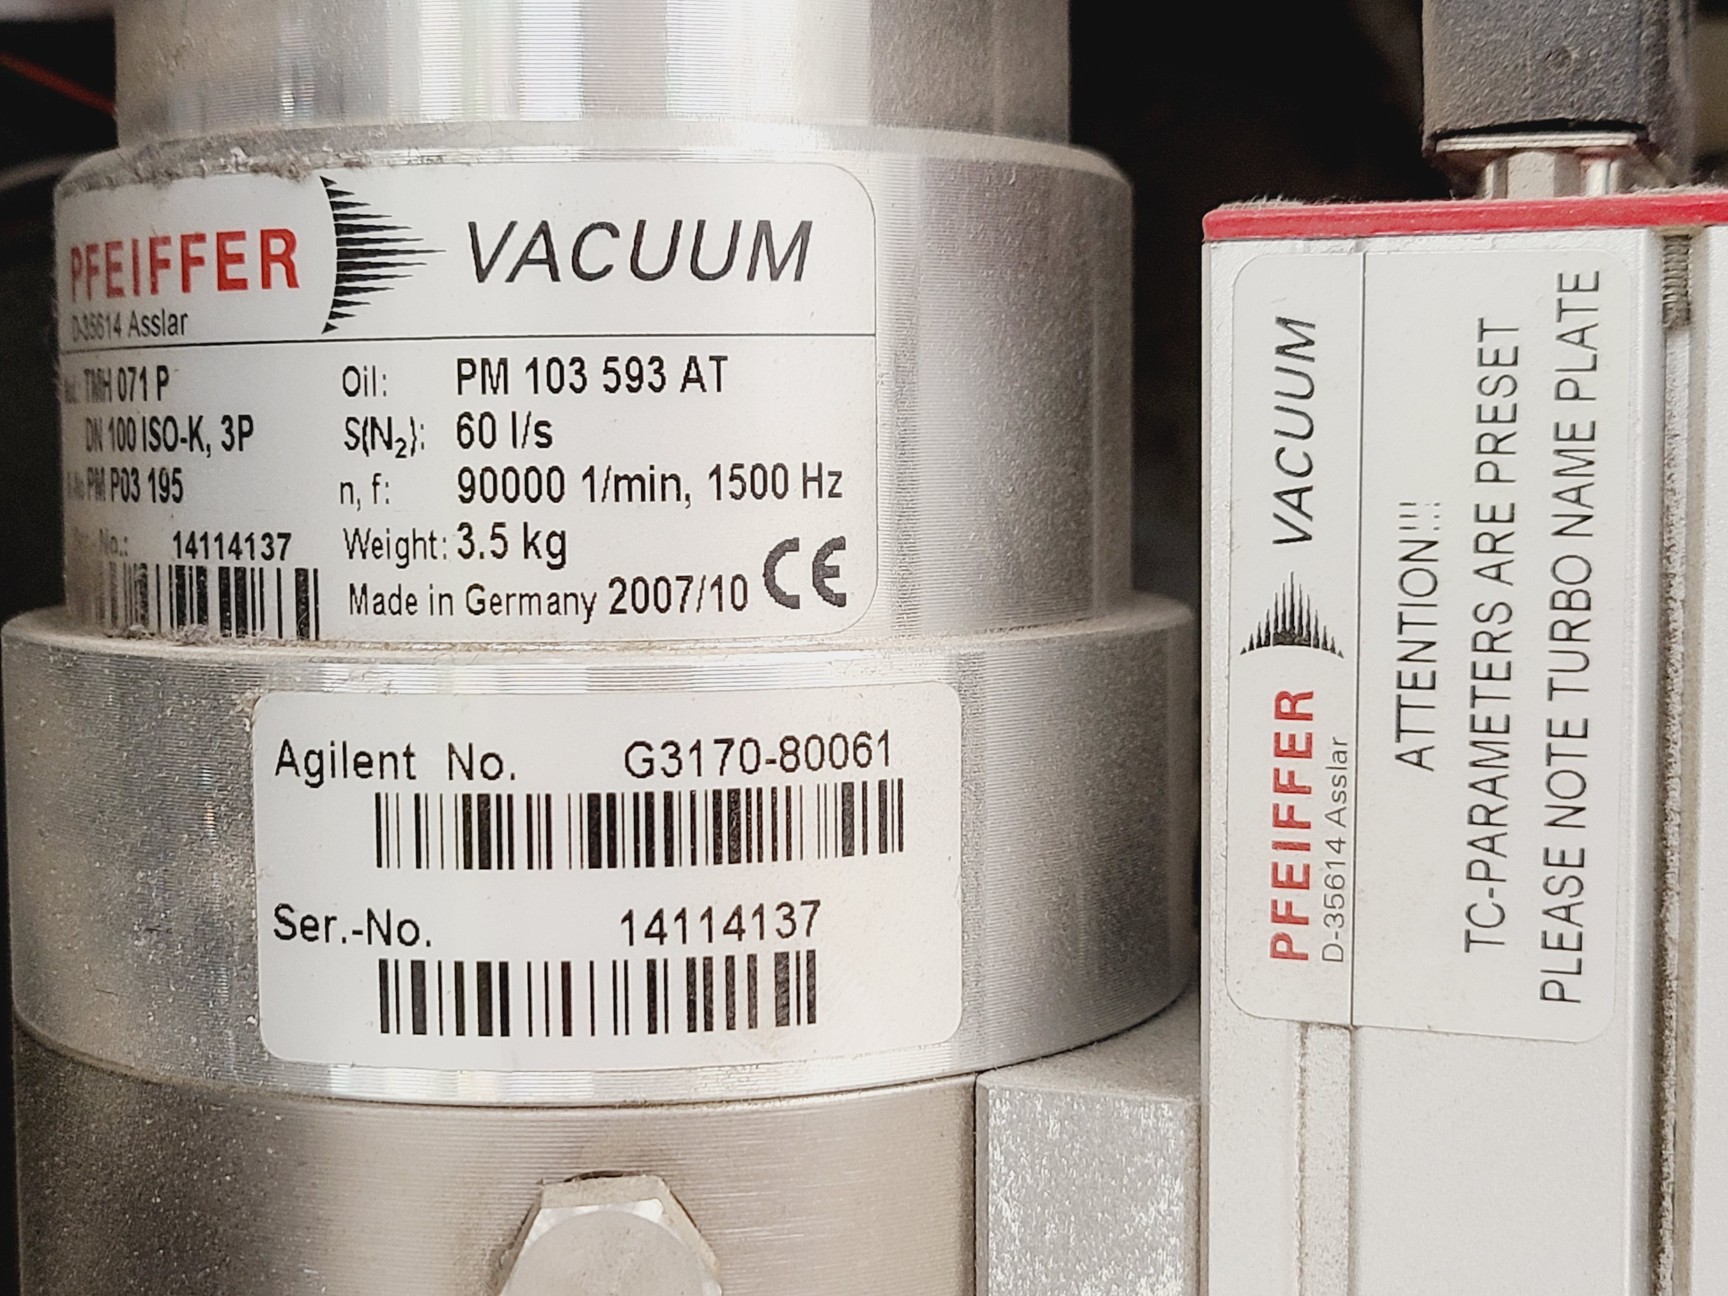 PFEIFFER VACUUM
D-35614 Asslar
TMH 071 P
DN 100 ISO-K, 3P
PM P03 195
Ser.-No.: 14114137
Oil: PM 103 593 AT
S(N₂): 60 l/s
n, f: 90000 1/min, 1500 Hz
Weight: 3.5 kg
Made in Germany 2007/10 CE
Agilent No. G3170-80061
Ser.-No. 14114137
PFEIFFER VACUUM
D-35614 Asslar
ATTENTION!!!
TC-PARAMETERS ARE PRESET
PLEASE NOTE TURBO NAME PLATE